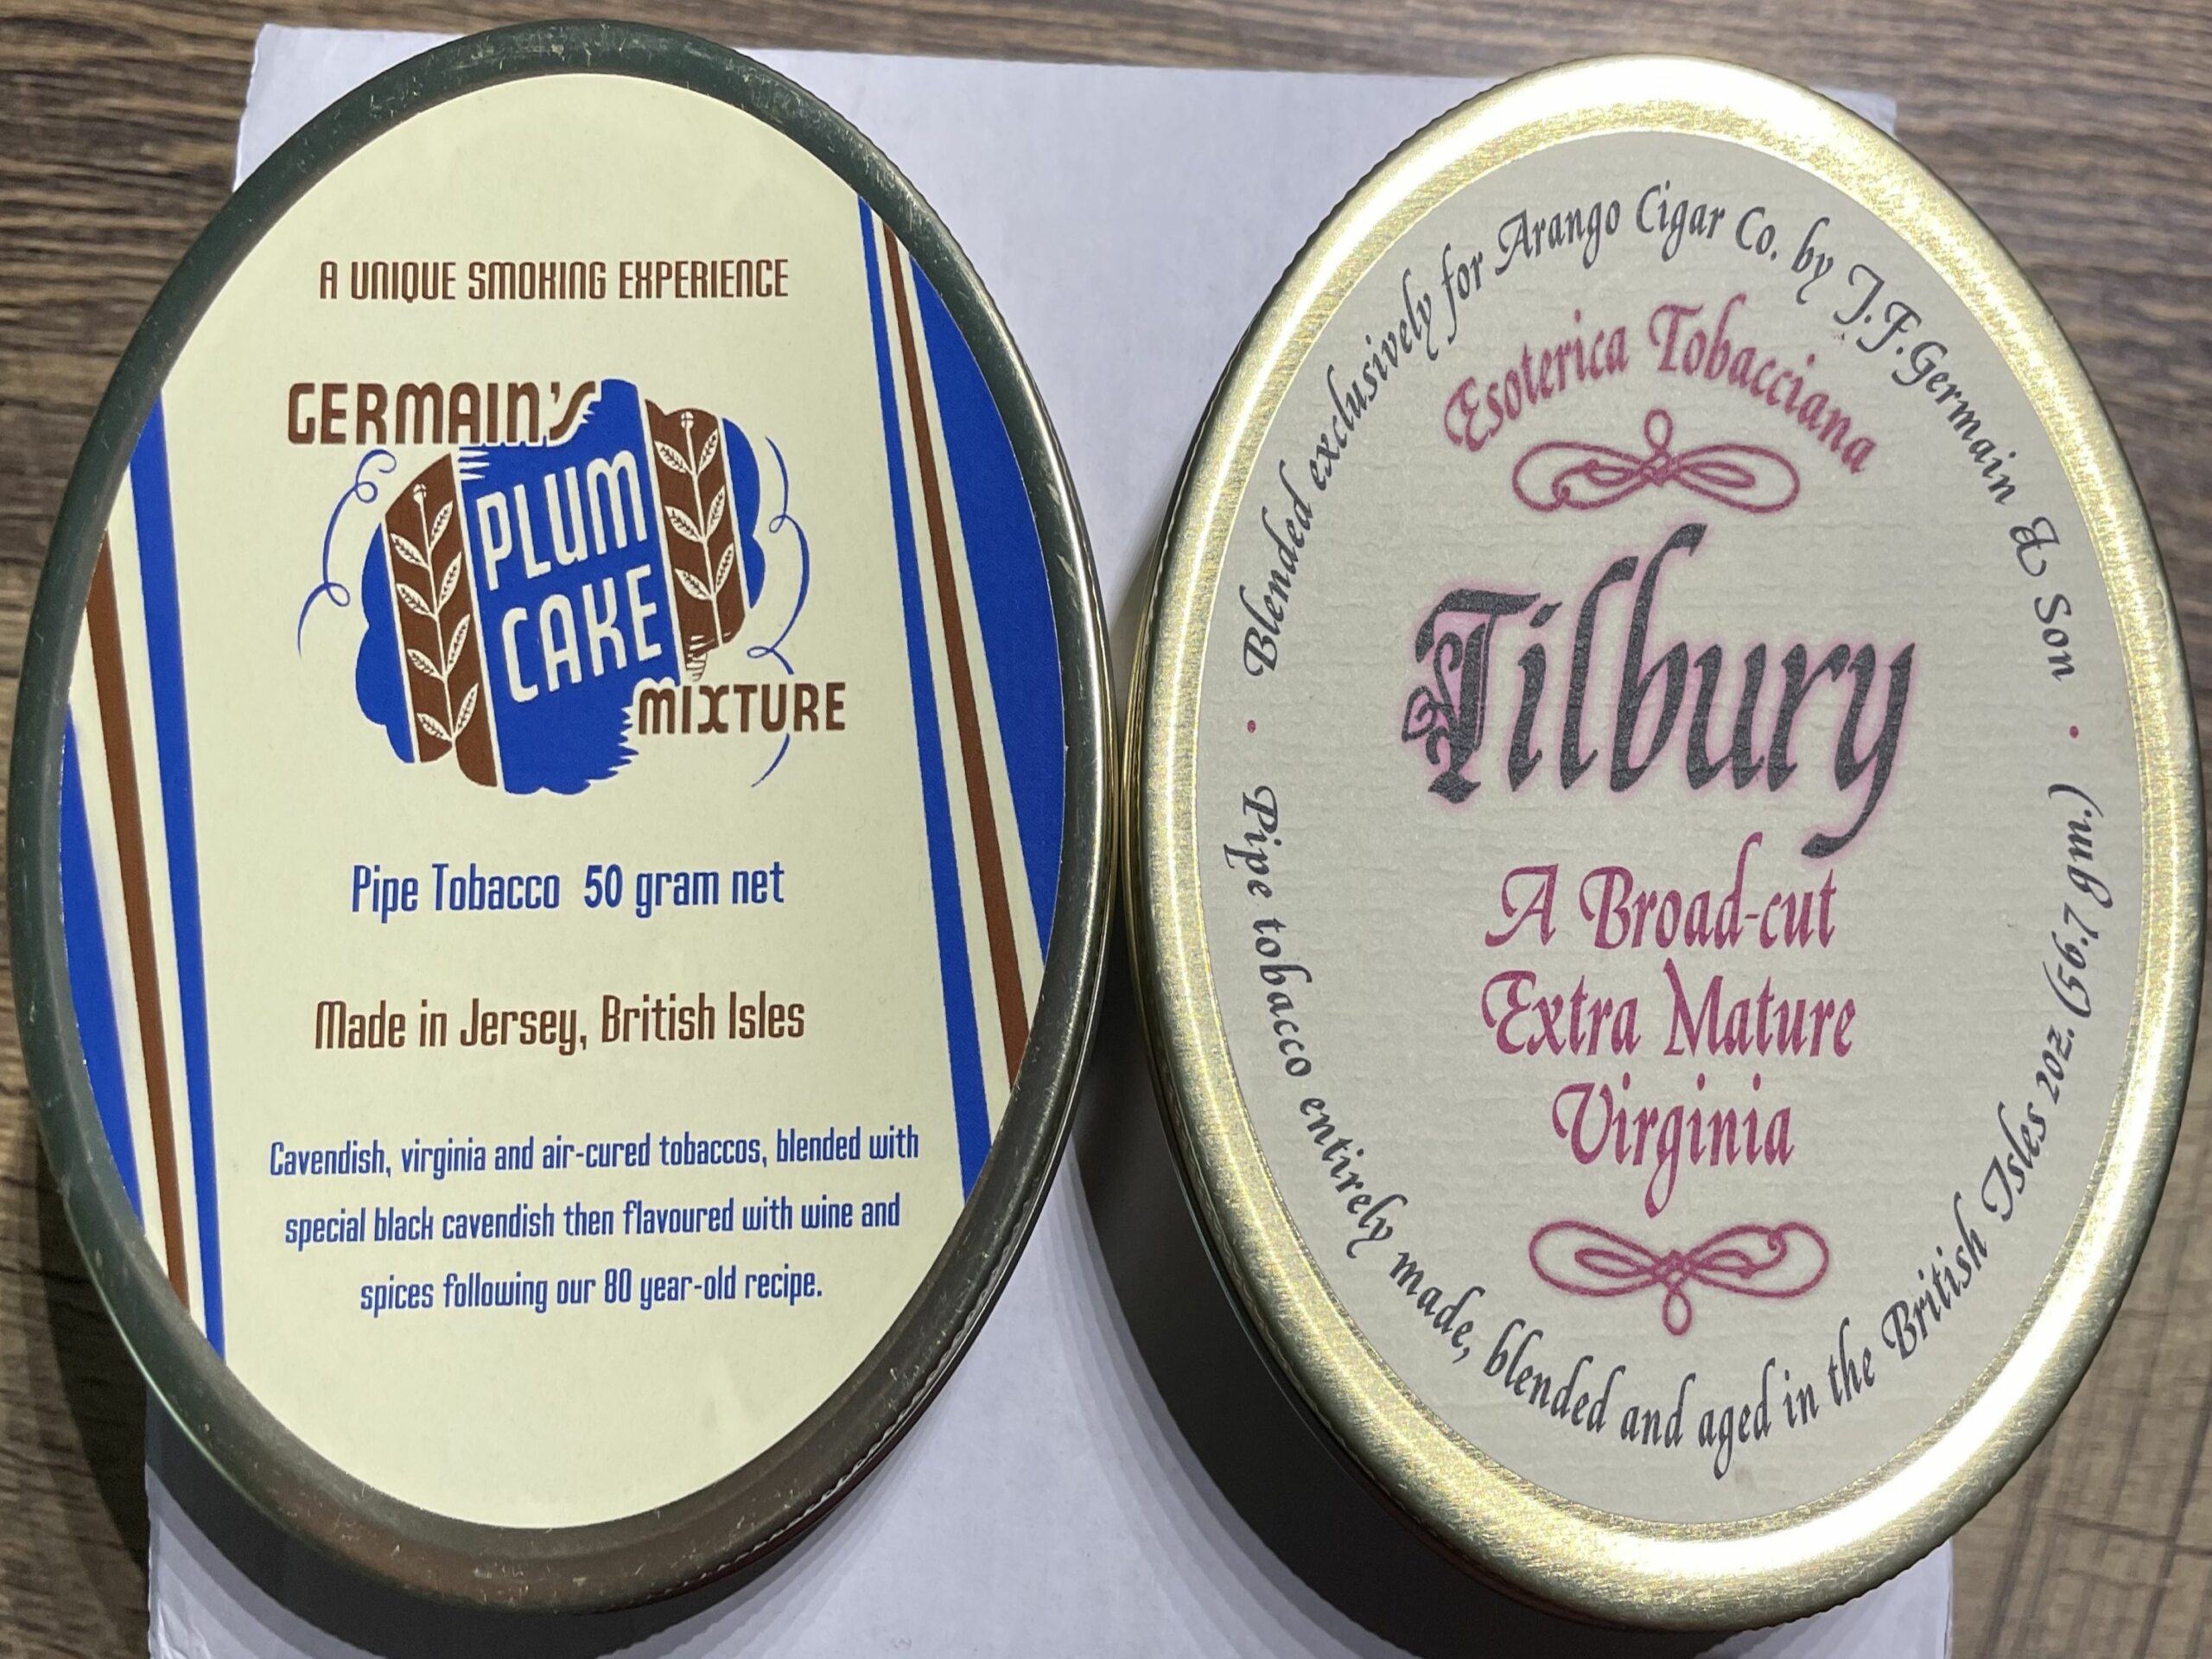 A UNIQUE SMOKING EXPERIENCE
GERMAIN'S
PLUM
CAKE
MIXTURE
Pipe Tobacco 50 gram net
Made in Jersey, British Isles
Cavendish, virginia and air-cured tobaccos, blended with
special black cavendish then flavoured with wine and
spices following our 80 year-old recipe.
Blended exclusively for Arango Cigar Co. by J.F.Germain & Son
Esoterica Tobacciana
Tilbury
A Broad-cut
Extra Mature
Virginia
Pipe tobacco entirely made, blended and aged in the British Isles 2oz. (56.7 gm.)